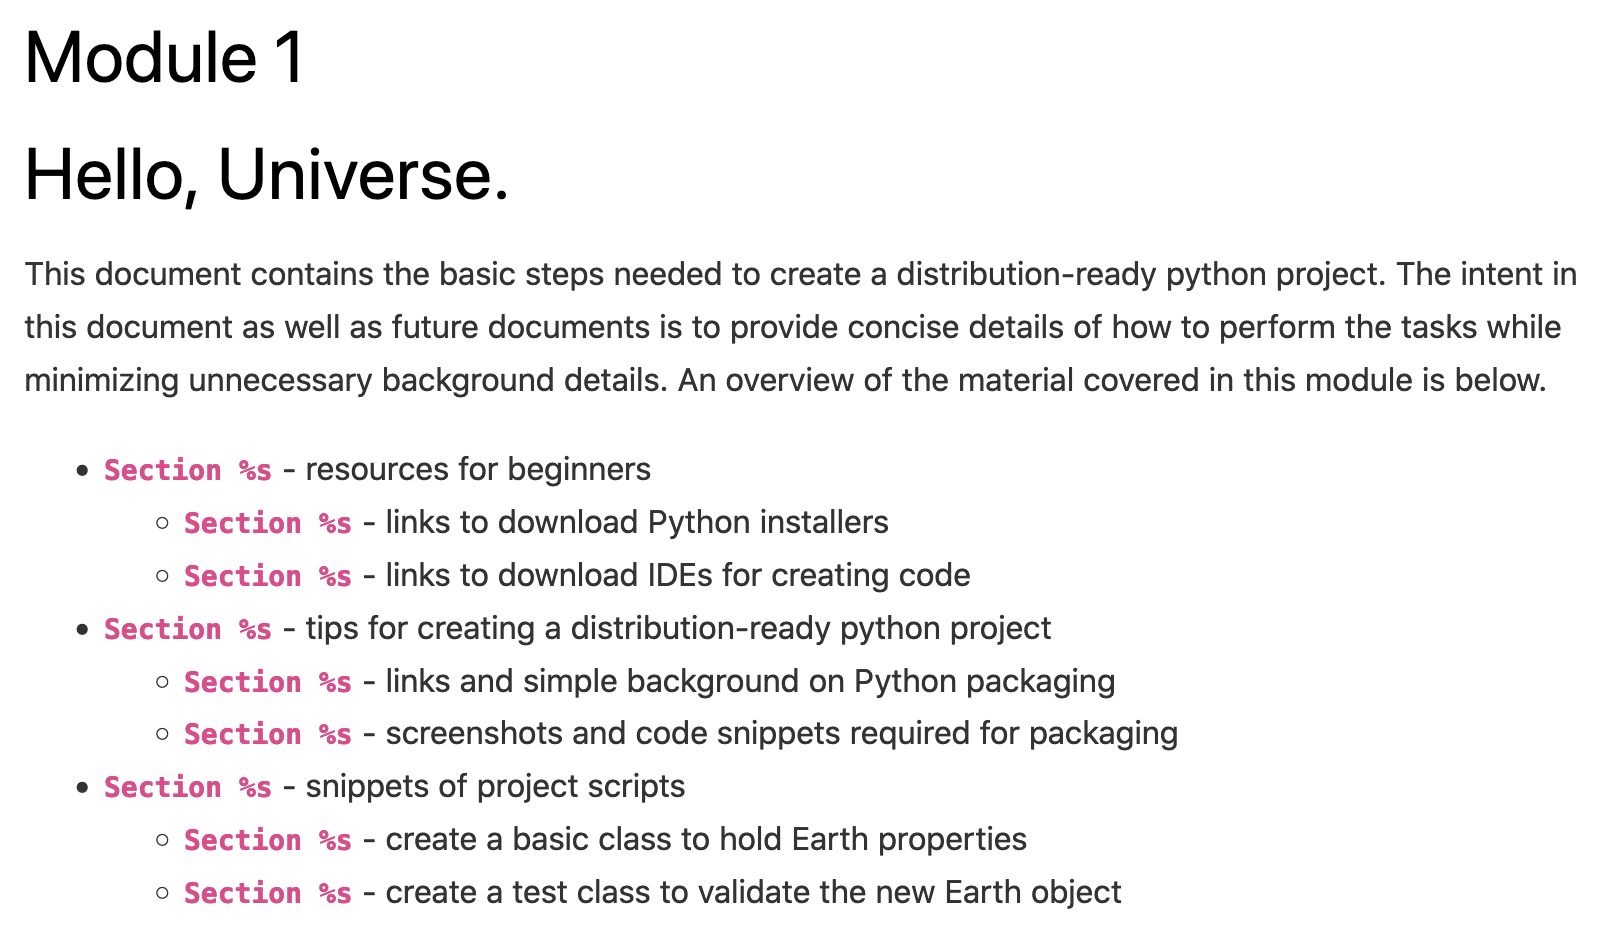 Module 1
Hello, Universe.
This document contains the basic steps needed to create a distribution-ready python project. The intent in
this document as well as future documents is to provide concise details of how to perform the tasks while
minimizing unnecessary background details. An overview of the material covered in this module is below.
• Section %s - resources for beginners
◦ Section %s - links to download Python installers
◦ Section %s - links to download IDEs for creating code
• Section %s - tips for creating a distribution-ready python project
◦ Section %s - links and simple background on Python packaging
◦ Section %s - screenshots and code snippets required for packaging
• Section %s - snippets of project scripts
◦ Section %s - create a basic class to hold Earth properties
◦ Section %s - create a test class to validate the new Earth object